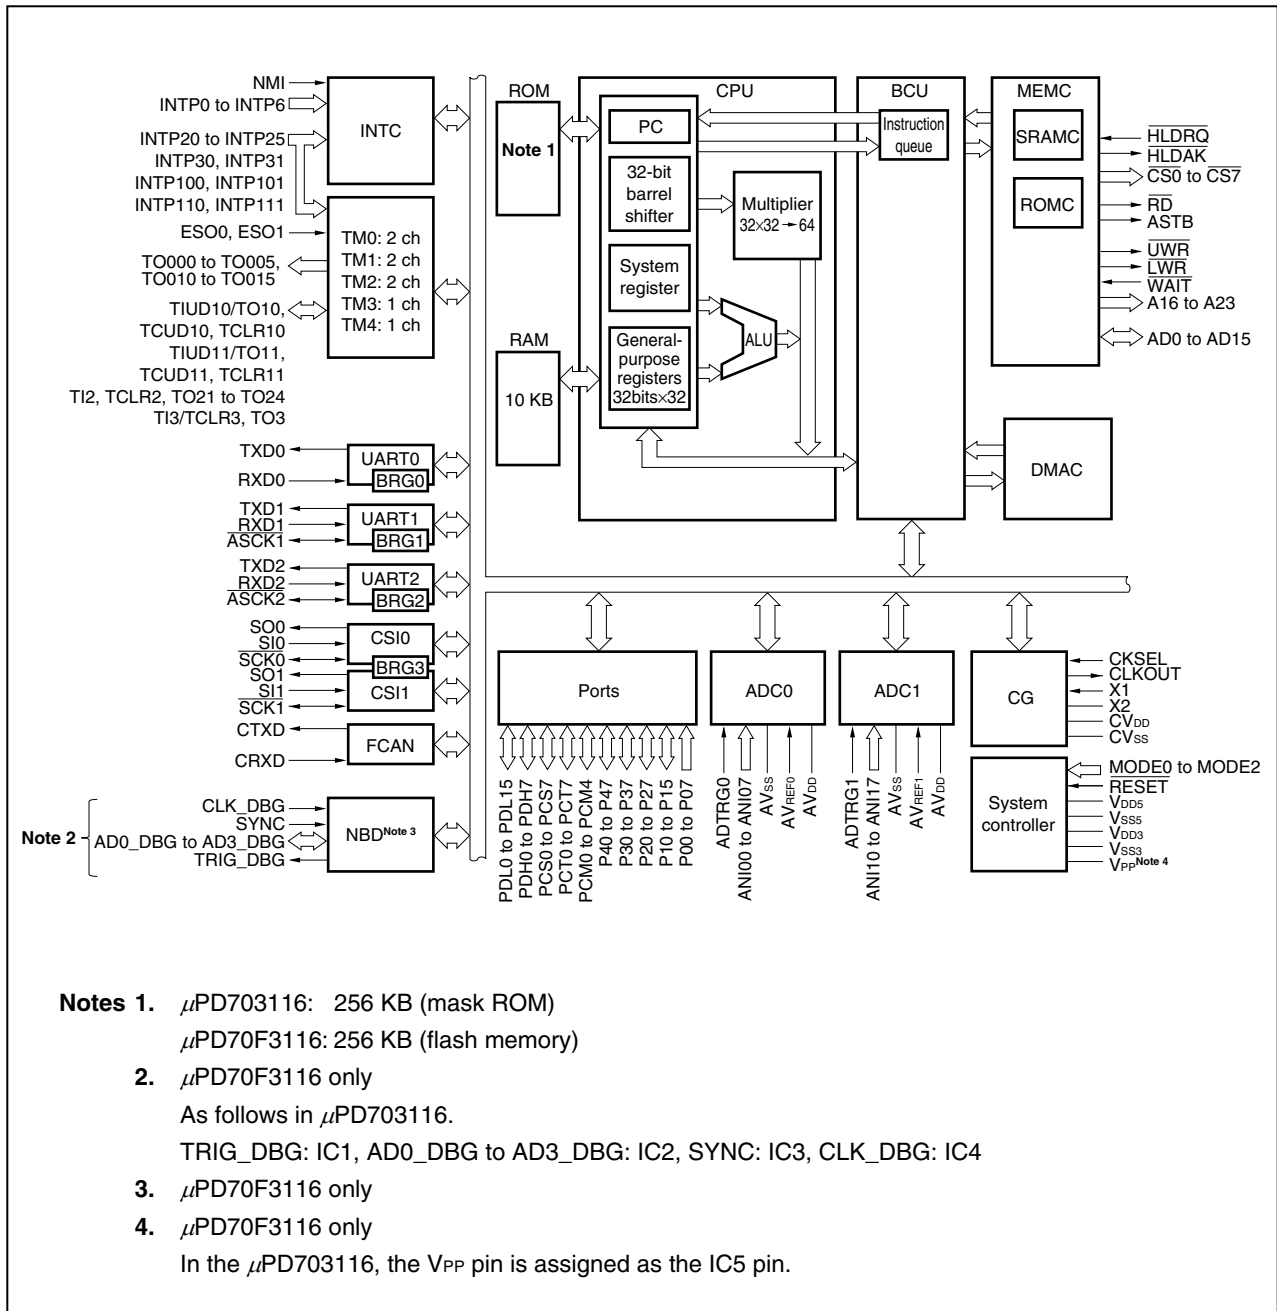 NMI
INTP0 to INTP6
INTP20 to INTP25
INTP30, INTP31
INTP100, INTP101
INTP110, INTP111
ESO0, ESO1
TO000 to TO005,
TO010 to TO015
TIUD10/TO10,
TCUD10, TCLR10
TIUD11/TO11,
TCUD11, TCLR11
TI2, TCLR2, TO21 to TO24
TI3/TCLR3, TO3
INTC
TM0: 2 ch
TM1: 2 ch
TM2: 2 ch
TM3: 1 ch
TM4: 1 ch
TXD0
RXD0
UART0
BRG0
TXD1
RXD1
ASCK1
UART1
BRG1
TXD2
RXD2
ASCK2
UART2
BRG2
SO0
SI0
SCK0
CSI0
BRG3
SO1
SI1
SCK1
CSI1
CTXD
CRXD
FCAN
Note 2
CLK_DBG
SYNC
AD0_DBG to AD3_DBG
TRIG_DBG
NBD Note 3
ROM
Note 1
RAM
10 KB
CPU
PC
32-bit
barrel
shifter
System
register
General-
purpose
registers
32bits×32
Multiplier
32×32→64
ALU
BCU
Instruction
queue
MEMC
SRAMC
ROMC
HLDRQ
HLDAK
CS0 to CS7
RD
ASTB
UWR
LWR
WAIT
A16 to A23
AD0 to AD15
DMAC
Ports
PDL0 to PDL15
PDH0 to PDH7
PCS0 to PCS7
PCT0 to PCT7
PCM0 to PCM4
P40 to P47
P30 to P37
P20 to P27
P10 to P15
P00 to P07
ADC0
ADTRG0
ANI00 to ANI07
AVSS
AVREF0
AVDD
ADC1
ADTRG1
ANI10 to ANI17
AVSS
AVREF1
AVDD
CG
CKSEL
CLKOUT
X1
X2
CVDD
CVSS
System
controller
MODE0 to MODE2
RESET
VDD5
VSS5
VDD3
VSS3
VPP Note 4
Notes 1. μPD703116: 256 KB (mask ROM)
μPD70F3116: 256 KB (flash memory)
2. μPD70F3116 only
As follows in μPD703116.
TRIG_DBG: IC1, AD0_DBG to AD3_DBG: IC2, SYNC: IC3, CLK_DBG: IC4
3. μPD70F3116 only
4. μPD70F3116 only
In the μPD703116, the VPP pin is assigned as the IC5 pin.